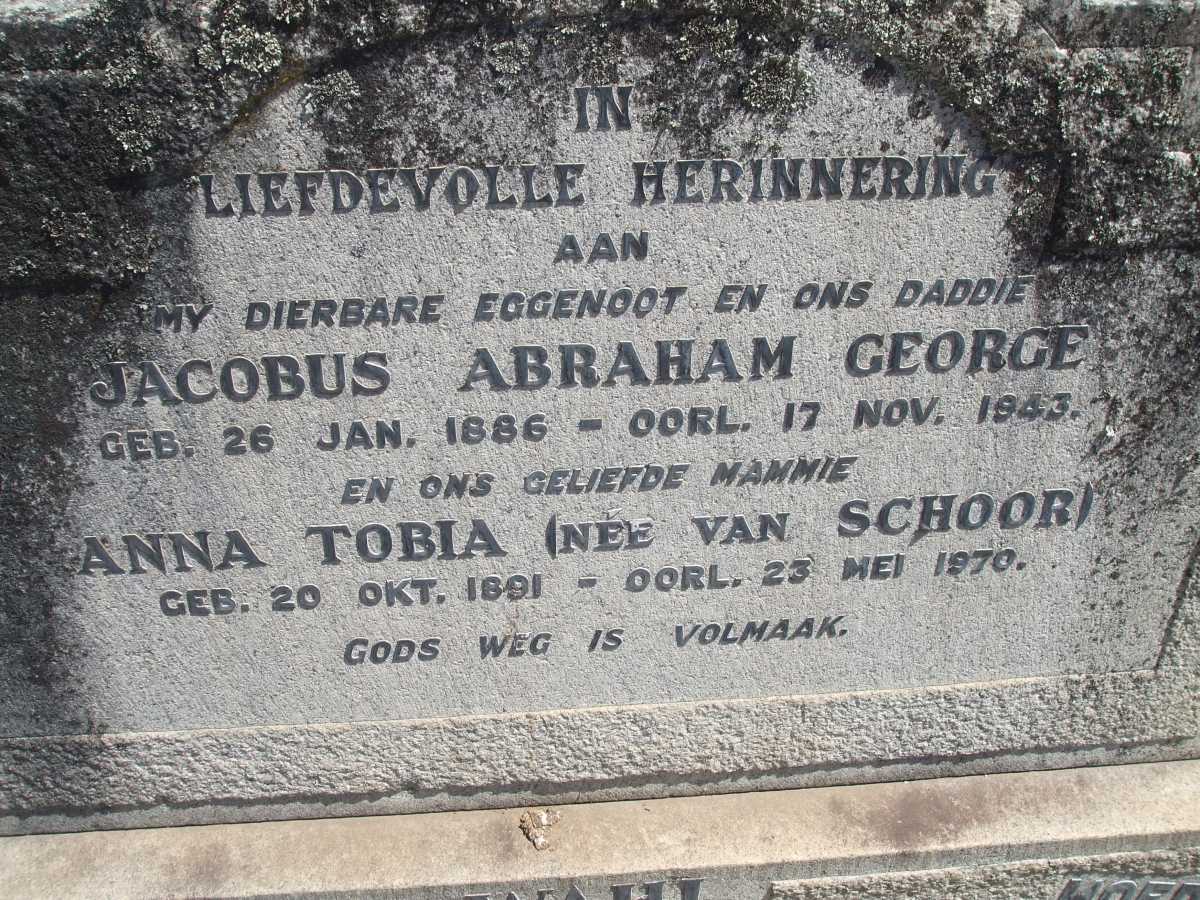 IN
LIEFDEVOLLE HERINNERING
AAN
MY DIERBARE EGGENOOT EN ONS DADDIE
JACOBUS ABRAHAM GEORGE
GEB. 26 JAN. 1886 - OORL. 17 NOV. 1943.
EN ONS GELIEFDE MAMMIE
ANNA TOBIA (NÉE VAN SCHOOR)
GEB. 20 OKT. 1891 - OORL. 23 MEI 1970.
GODS WEG IS VOLMAAK.